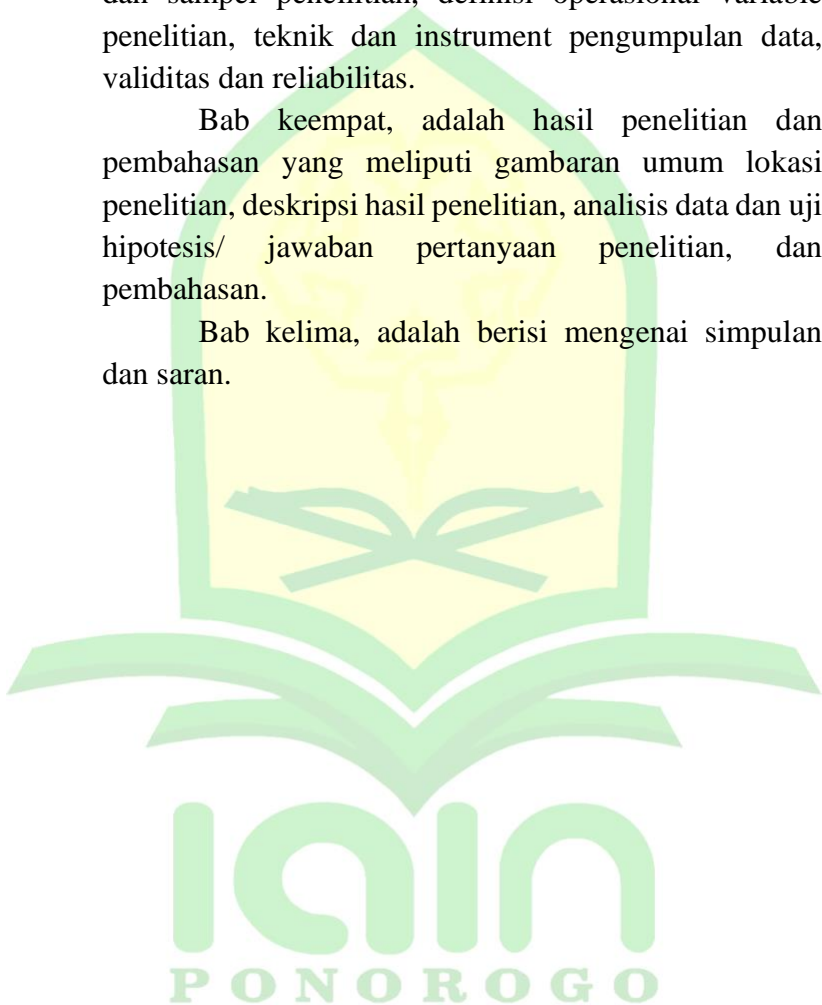 dan sampel penelitian, definisi operasional variable
penelitian, teknik dan instrument pengumpulan data,
validitas dan reliabilitas.
Bab keempat, adalah hasil penelitian dan
pembahasan yang meliputi gambaran umum lokasi
penelitian, deskripsi hasil penelitian, analisis data dan uji
hipotesis/ jawaban pertanyaan penelitian, dan
pembahasan.
Bab kelima, adalah berisi mengenai simpulan
dan saran.
iain
PONOROGO